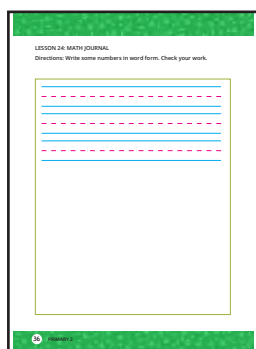 LESSON 24: MATH JOURNAL
Directions: Write some numbers in word form. Check your work.
36 PRIMARY 2